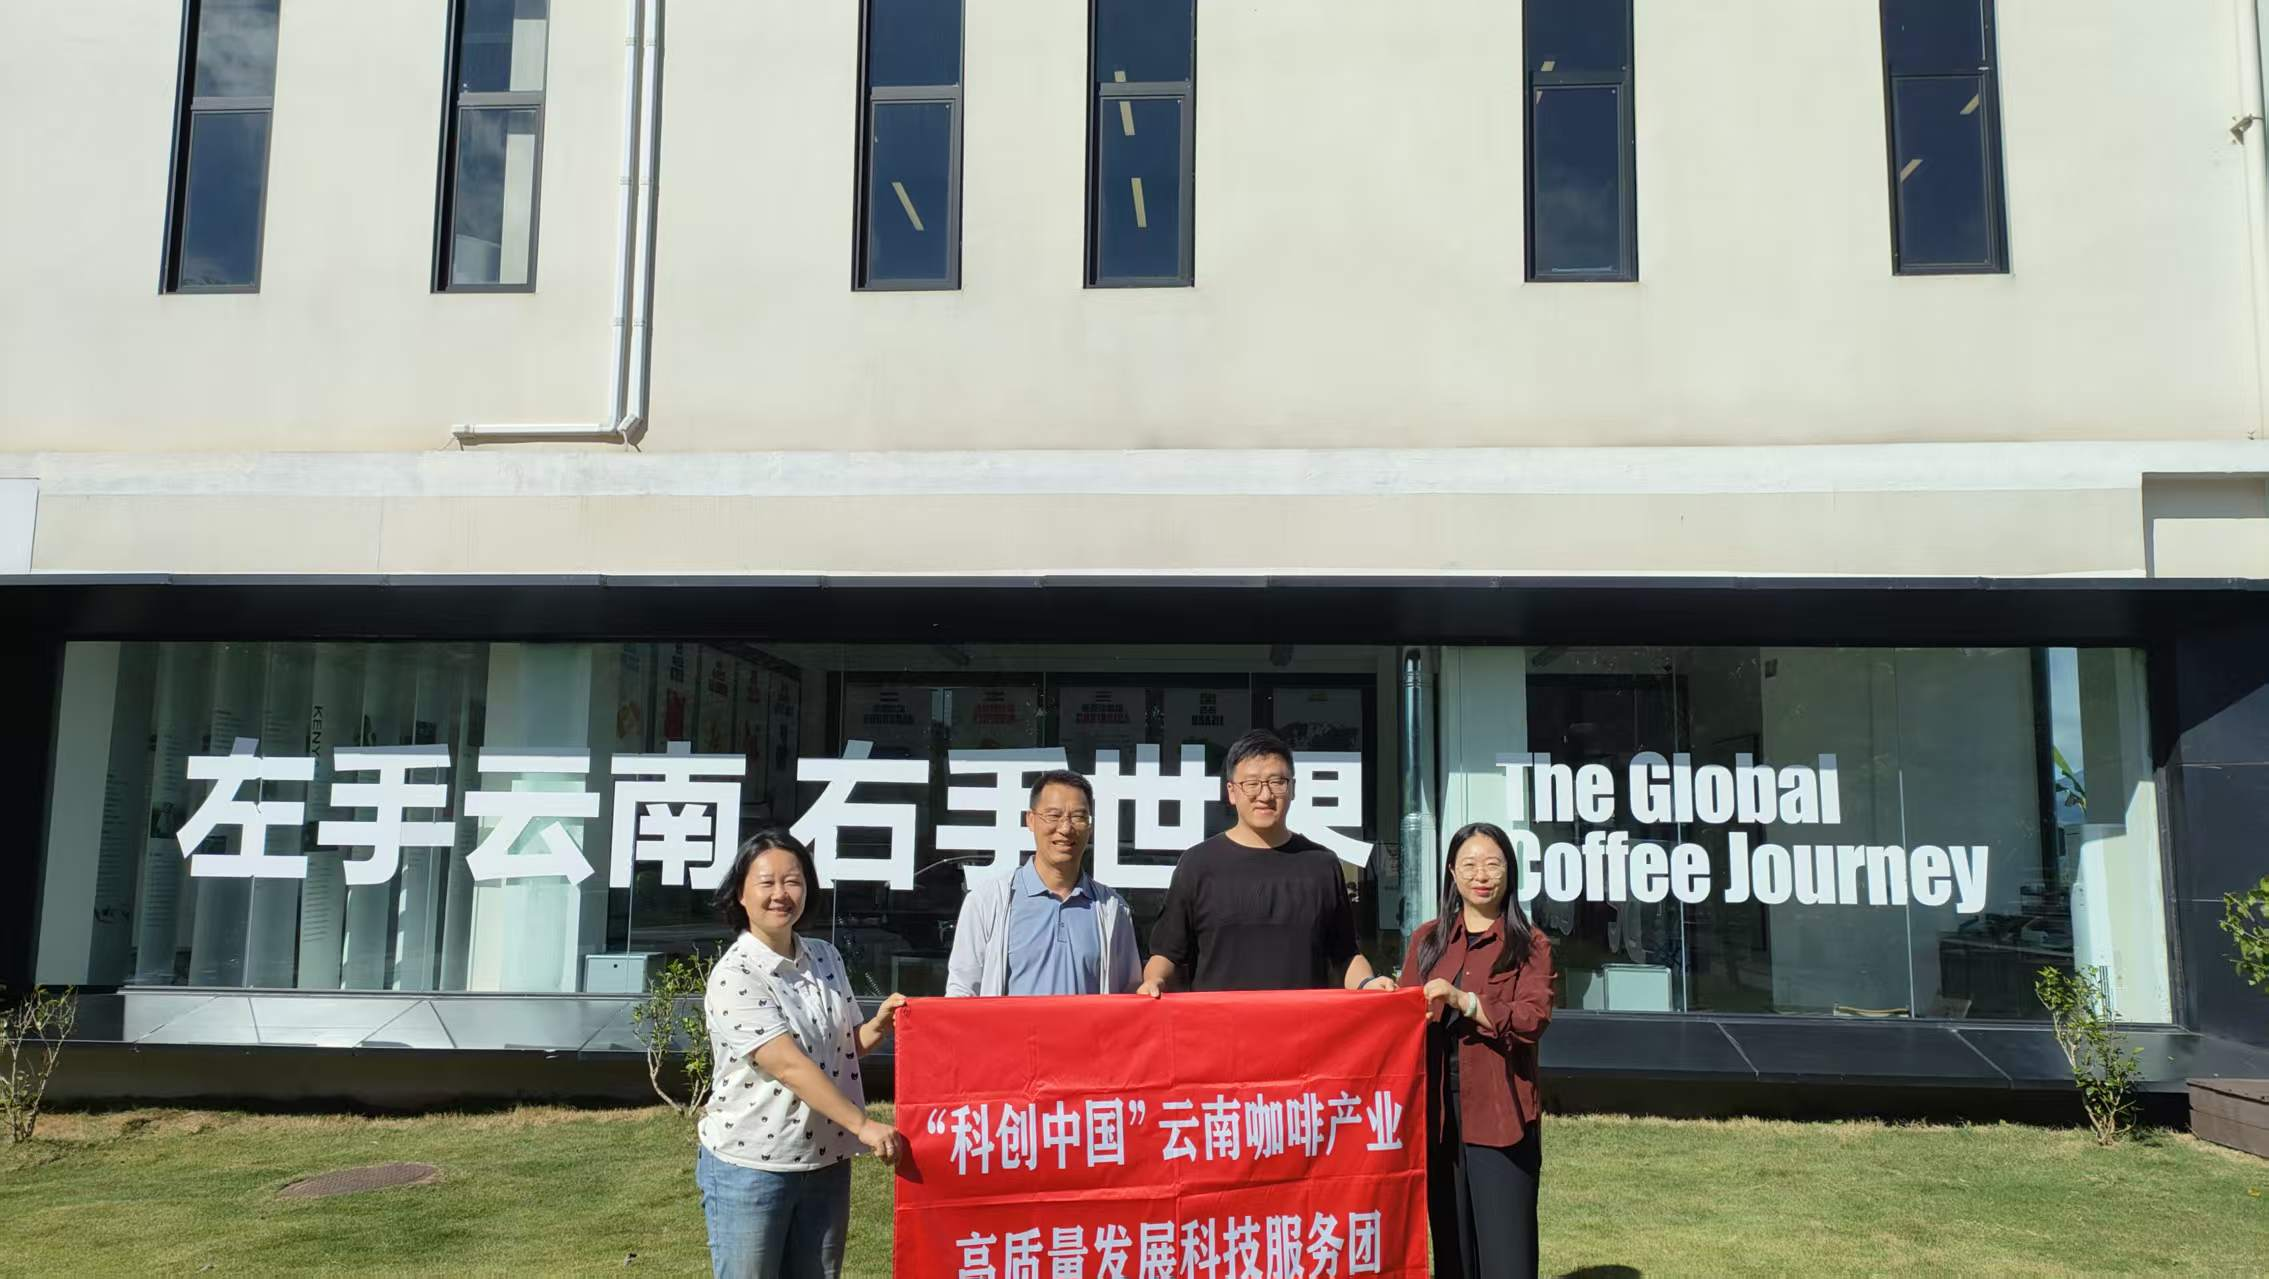 左手云南 右手世界
The Global
Coffee Journey
“科创中国”云南咖啡产业
高质量发展科技服务团